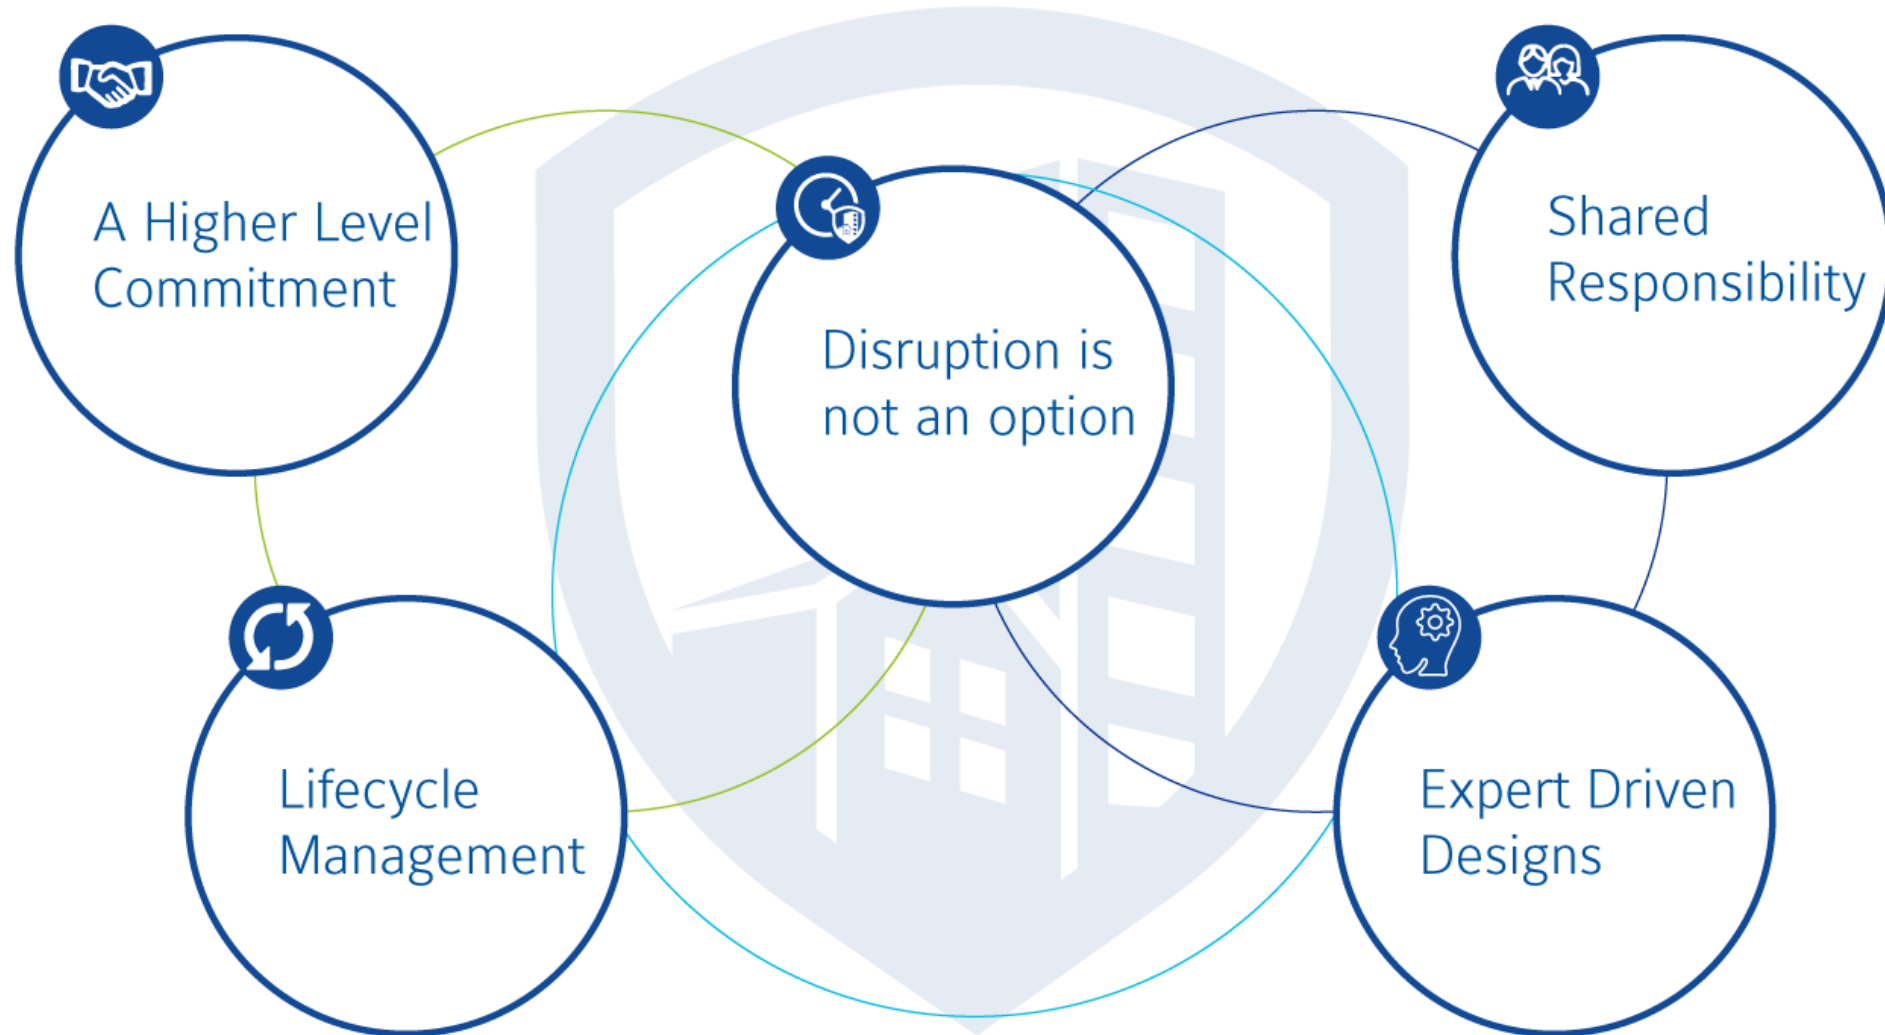 A Higher Level
Commitment
Disruption is
not an option
Shared
Responsibility
Lifecycle
Management
Expert Driven
Designs